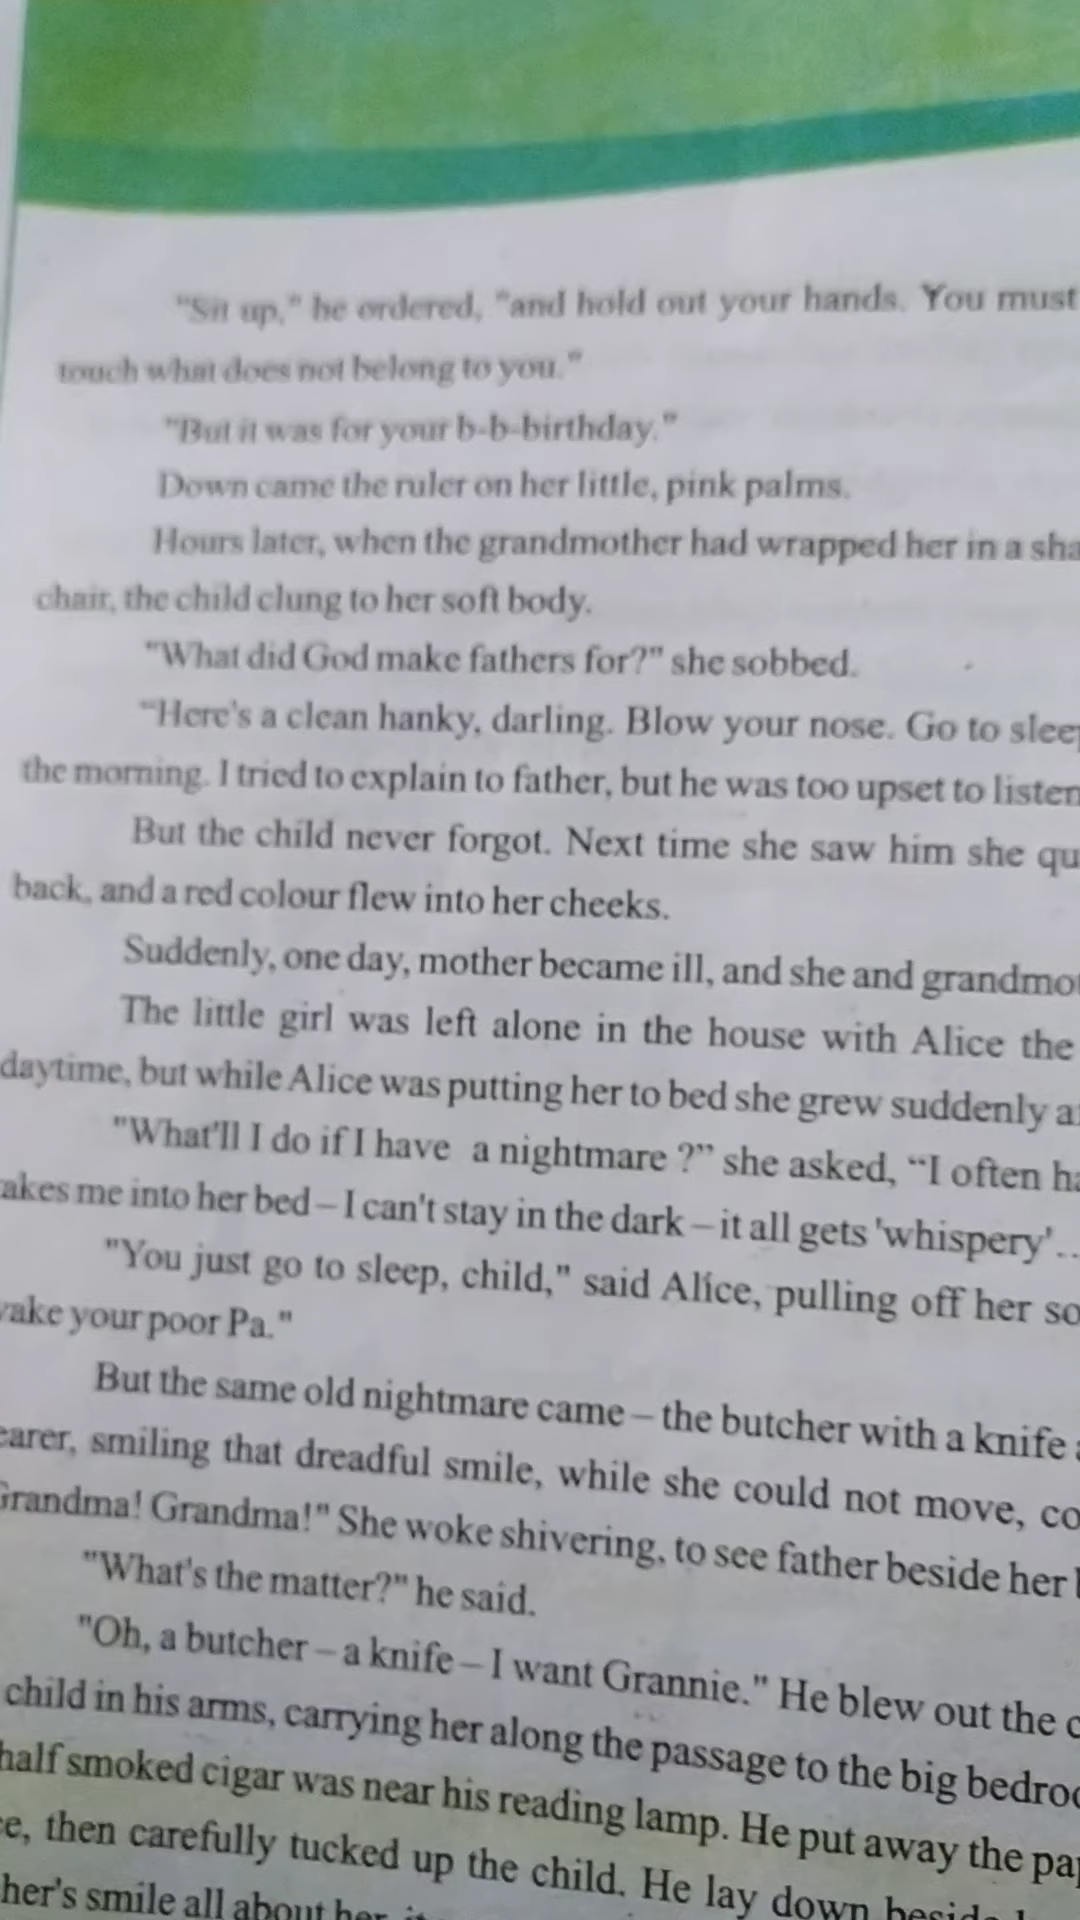 "Sit up," he ordered, "and hold out your hands. You must
touch what does not belong to you."
"But it was for your b-b-birthday."
Down came the ruler on her little, pink palms.
Hours later, when the grandmother had wrapped her in a sha
chair, the child clung to her soft body.
"What did God make fathers for?" she sobbed.
"Here's a clean hanky, darling. Blow your nose. Go to sleep
the morning. I tried to explain to father, but he was too upset to listen
But the child never forgot. Next time she saw him she qu
back, and a red colour flew into her cheeks.
Suddenly, one day, mother became ill, and she and grandmot
The little girl was left alone in the house with Alice the
daytime, but while Alice was putting her to bed she grew suddenly a
"What'll I do if I have a nightmare ?" she asked, "I often ha
akes me into her bed – I can't stay in the dark – it all gets 'whispery'..
"You just go to sleep, child," said Alice, pulling off her so
ake your poor Pa."
But the same old nightmare came – the butcher with a knife
earer, smiling that dreadful smile, while she could not move, co
Grandma! Grandma!" She woke shivering, to see father beside her
"What's the matter?" he said.
"Oh, a butcher – a knife – I want Grannie." He blew out the c
child in his arms, carrying her along the passage to the big bedroo
half smoked cigar was near his reading lamp. He put away the pap
e, then carefully tucked up the child. He lay down
her's smile all about her,